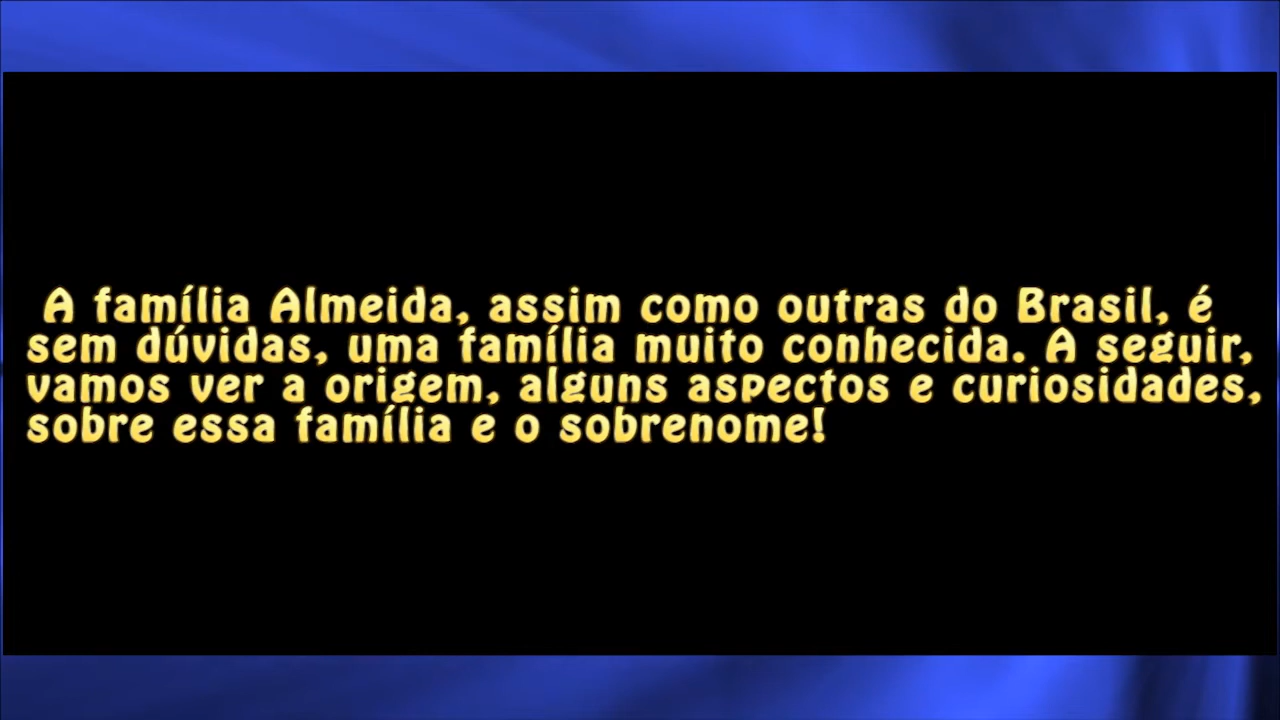 A família Almeida, assim como outras do Brasil, é
sem dúvidas, uma família muito conhecida. A seguir,
vamos ver a origem, alguns aspectos e curiosidades,
sobre essa família e o sobrenome!